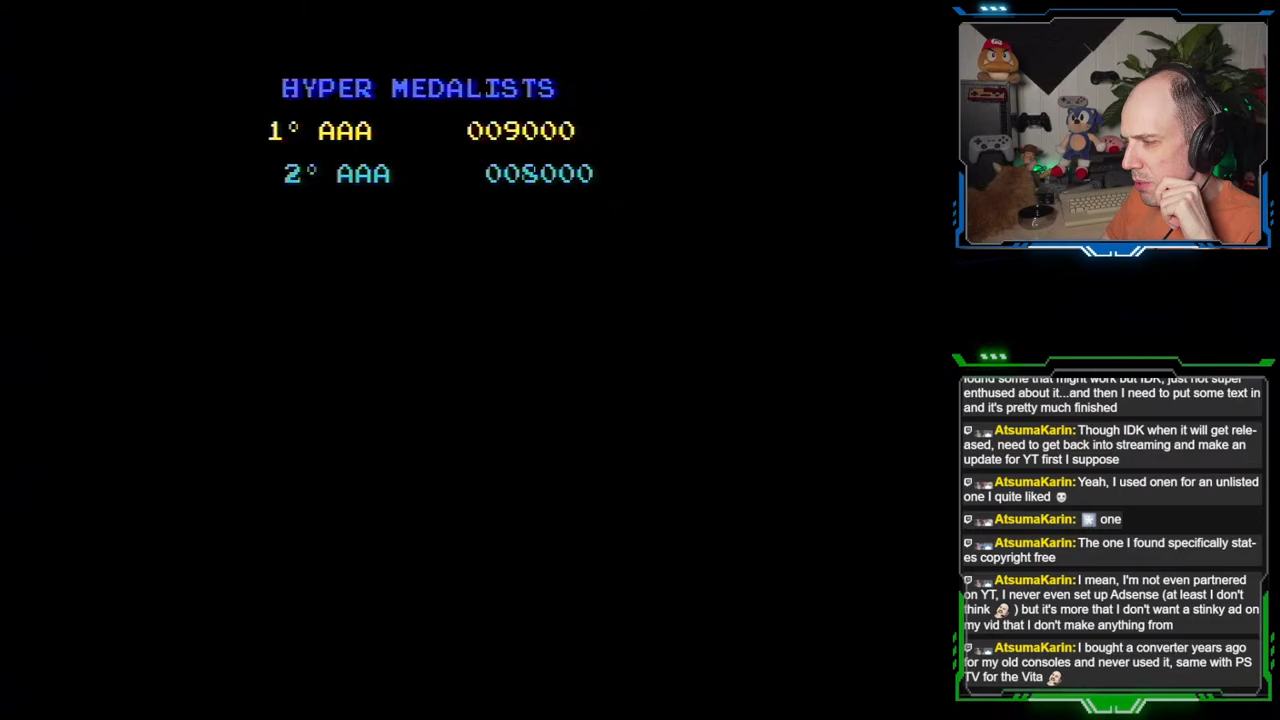 HYPER MEDALISTS
1° AAA 009000
2° AAA 008000
found some that might work but IDK, just not super
enthused about it...and then I need to put some text in
and it's pretty much finished
AtsumaKarin: Though IDK when it will get rele-
ased, need to get back into streaming and make an
update for YT first I suppose
AtsumaKarin: Yeah, I used onen for an unlisted
one I quite liked
AtsumaKarin: one
AtsumaKarin: The one I found specifically stat-
es copyright free
AtsumaKarin: I mean, I'm not even partnered
on YT, I never even set up Adsense (at least I don't
think ) but it's more that I don't want a stinky ad on
my vid that I don't make anything from
AtsumaKarin: I bought a converter years ago
for my old consoles and never used it, same with PS
TV for the Vita